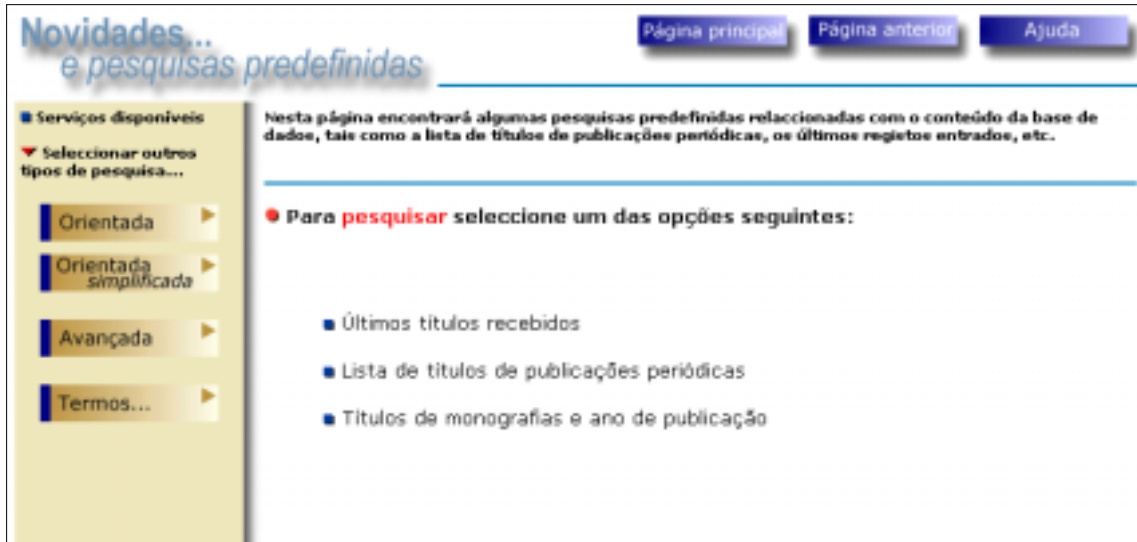 Novidades...
e pesquisas predefinidas
Página principal
Página anterior
Ajuda
Serviços disponíveis
Seleccionar outros
tipos de pesquisa...
Orientada
Orientada
simplificada
Avançada
Termos...
Nesta página encontrará algumas pesquisas predefinidas relaccionadas com o conteúdo da base de
dados, tais como a lista de títulos de publicações periódicas, os últimos registos entrados, etc.
Para pesquisar seleccione um das opções seguintes:
Últimos títulos recebidos
Lista de títulos de publicações periódicas
Títulos de monografias e ano de publicação